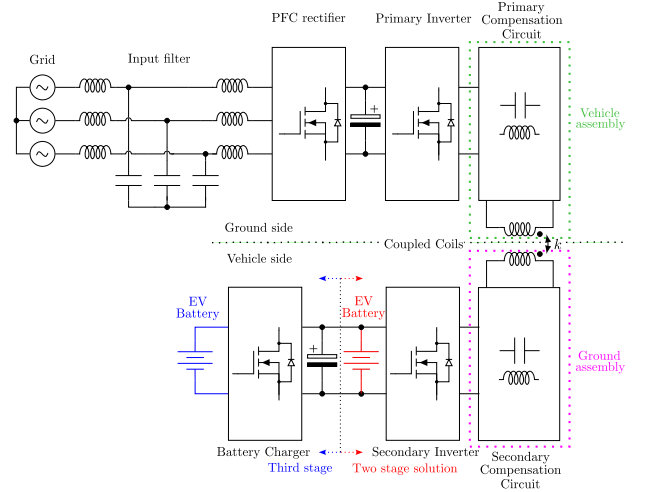 Primary
Compensation
Circuit
PFC rectifier
Primary Inverter
Grid
Input filter
+
Vehicle
assembly
Ground side
Coupled Coils
k
Vehicle side
EV
Battery
EV
Battery
+
Ground
assembly
Battery Charger
Secondary Inverter
Secondary
Compensation
Circuit
Third stage
Two stage solution